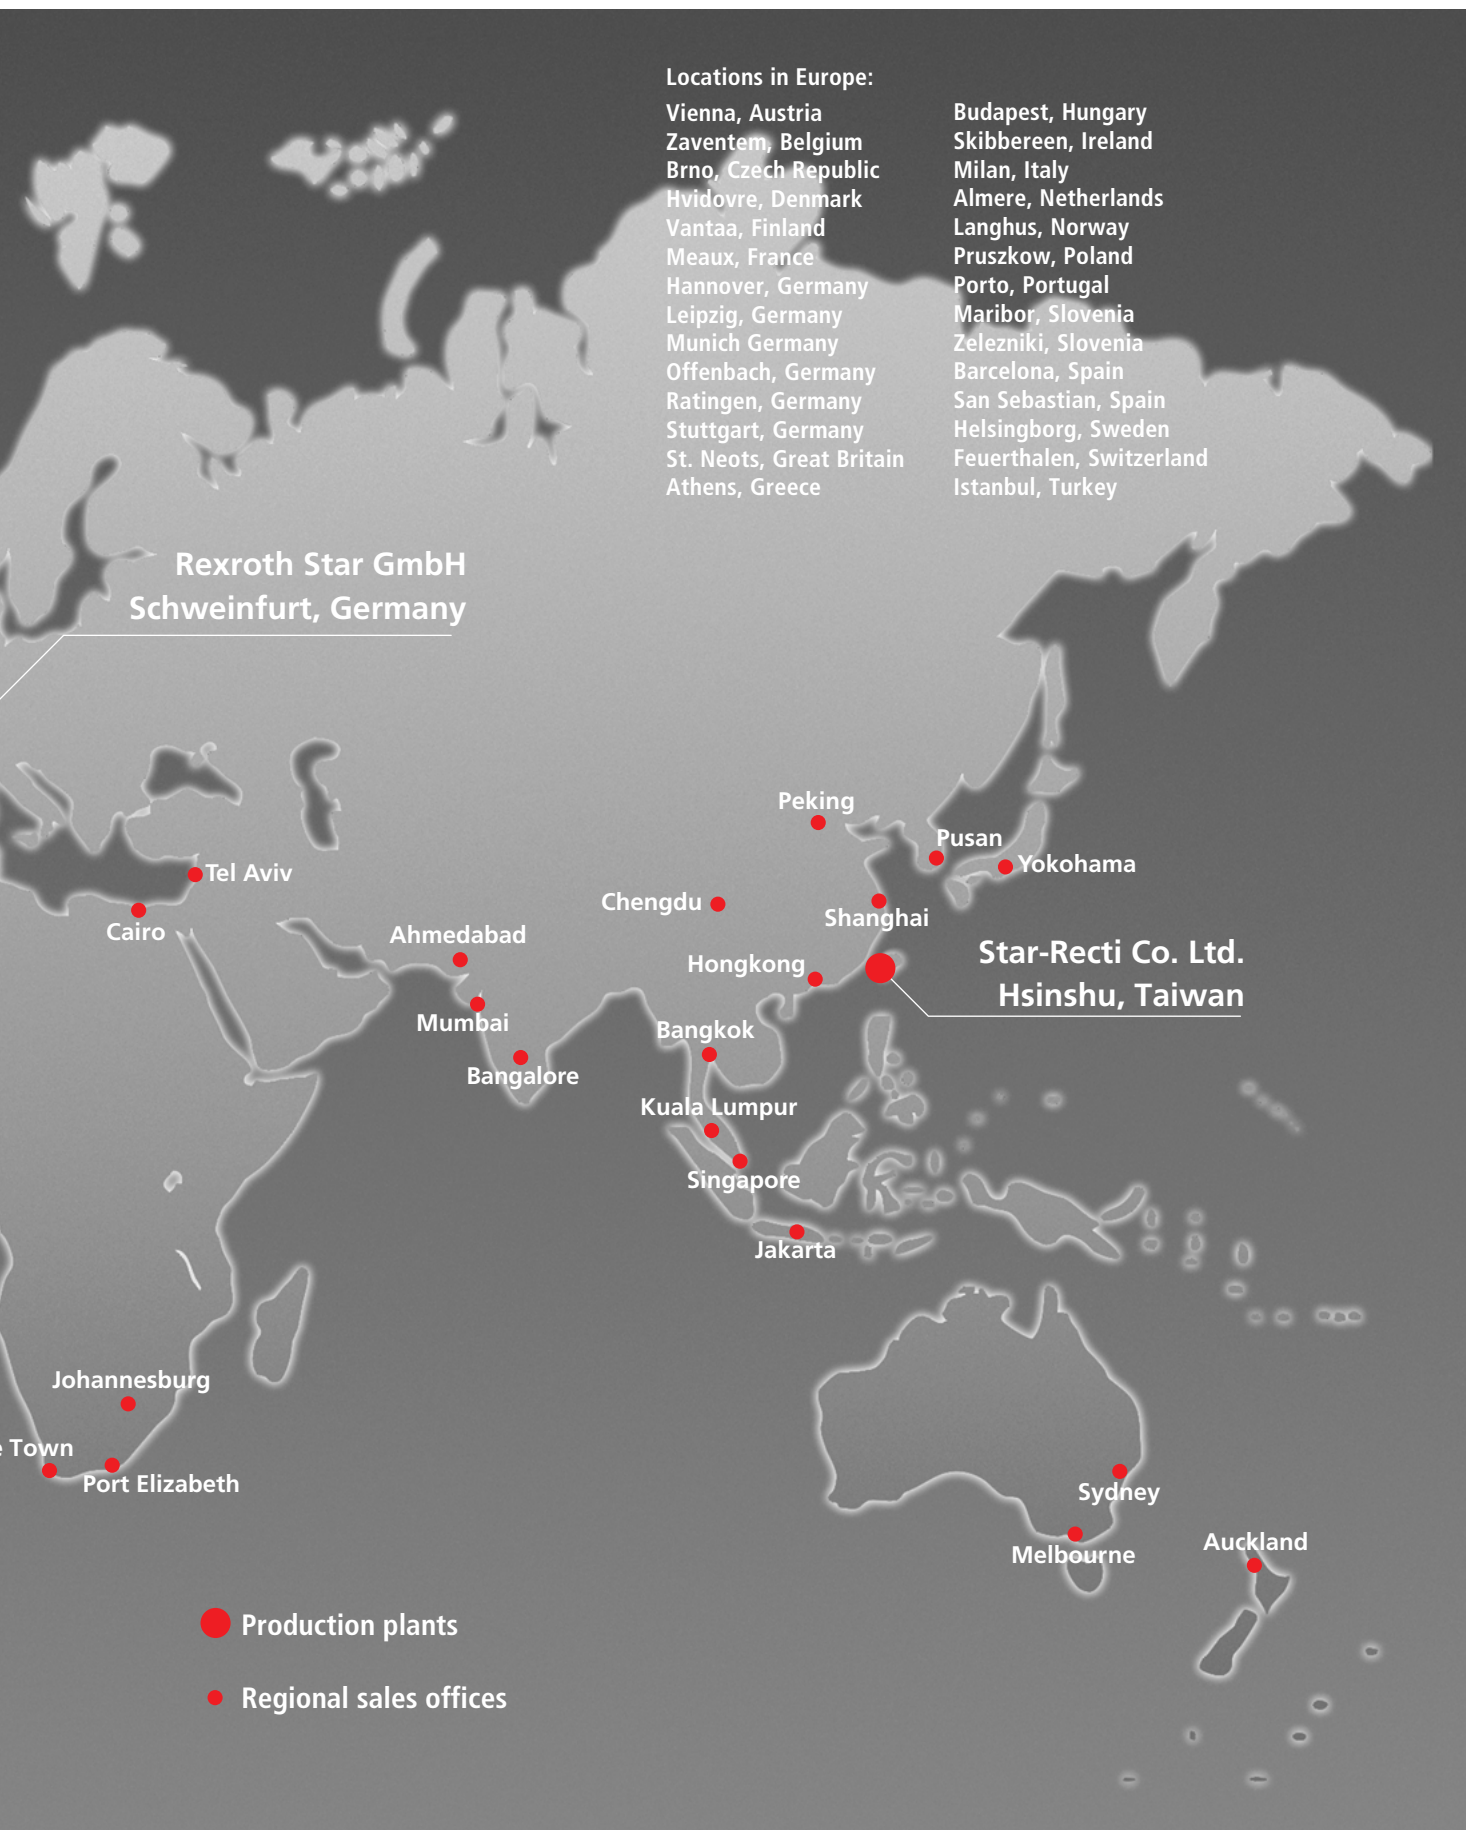 Locations in Europe:
Vienna, Austria
Zaventem, Belgium
Brno, Czech Republic
Hvidovre, Denmark
Vantaa, Finland
Meaux, France
Hannover, Germany
Leipzig, Germany
Munich Germany
Offenbach, Germany
Ratingen, Germany
Stuttgart, Germany
St. Neots, Great Britain
Athens, Greece
Budapest, Hungary
Skibbereen, Ireland
Milan, Italy
Almere, Netherlands
Langhus, Norway
Pruszkow, Poland
Porto, Portugal
Maribor, Slovenia
Zelezniki, Slovenia
Barcelona, Spain
San Sebastian, Spain
Helsingborg, Sweden
Feuerthalen, Switzerland
Istanbul, Turkey
Rexroth Star GmbH
Schweinfurt, Germany
Peking
Pusan
Yokohama
Tel Aviv
Chengdu
Shanghai
Cairo
Ahmedabad
Hongkong
Star-Recti Co. Ltd.
Hsinshu, Taiwan
Mumbai
Bangkok
Bangalore
Kuala Lumpur
Singapore
Jakarta
Johannesburg
e Town
Port Elizabeth
Sydney
Melbourne
Auckland
Production plants
Regional sales offices